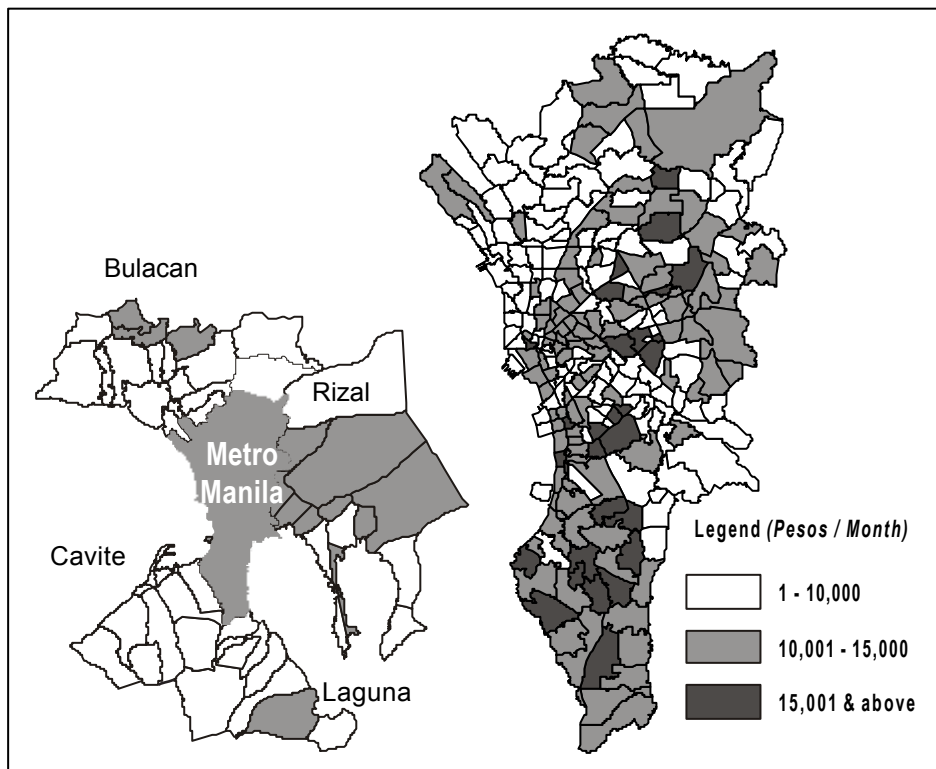 Bulacan
Rizal
Metro
Manila
Cavite
Laguna
Legend (Pesos / Month)
1 - 10,000
10,001 - 15,000
15,001 & above